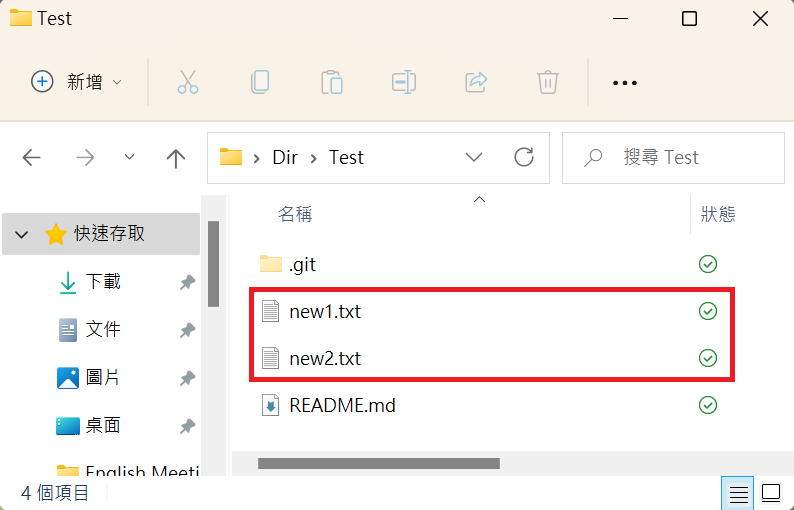 Test
新增
Dir > Test
搜尋 Test
名稱
狀態
快速存取
下載
文件
圖片
桌面
English Meeti
.git
new1.txt
new2.txt
README.md
4 個項目